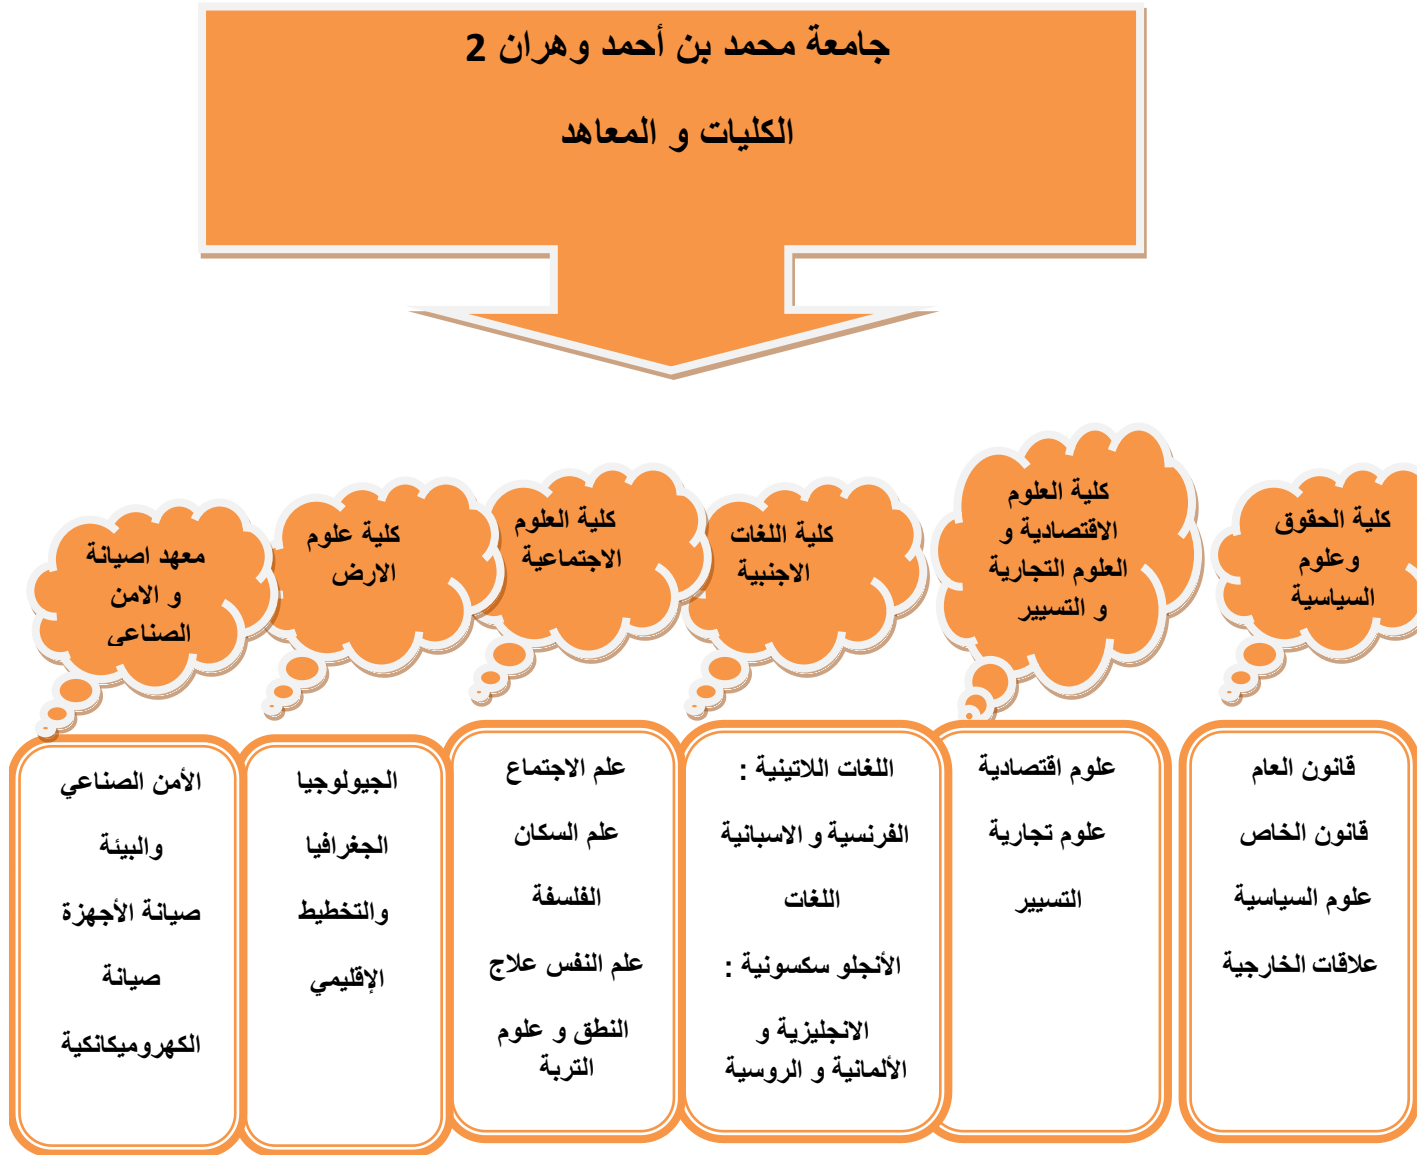 جامعة محمد بن أحمد وهران 2
الكليات و المعاهد
كلية الحقوق
وعلوم
السياسية
كلية العلوم
الاقتصادية و
العلوم التجارية
و التسيير
كلية اللغات
الاجنبية
كلية العلوم
الاجتماعية
كلية علوم
الارض
معهد اصيانة
و الامن
الصناعي
قانون العام
قانون الخاص
علوم السياسية
علاقات الخارجية
علوم اقتصادية
علوم تجارية
التسيير
اللغات اللاتينية :
الفرنسية و الاسبانية
اللغات
الأنجلو سكسونية :
الانجليزية و
الألمانية و الروسية
علم الاجتماع
علم السكان
الفلسفة
علم النفس علاج
النطق و علوم
التربة
الجيولوجيا
الجغرافيا
والتخطيط
الإقليمي
الأمن الصناعي
والبيئة
صيانة الأجهزة
صيانة
الكهروميكانكية